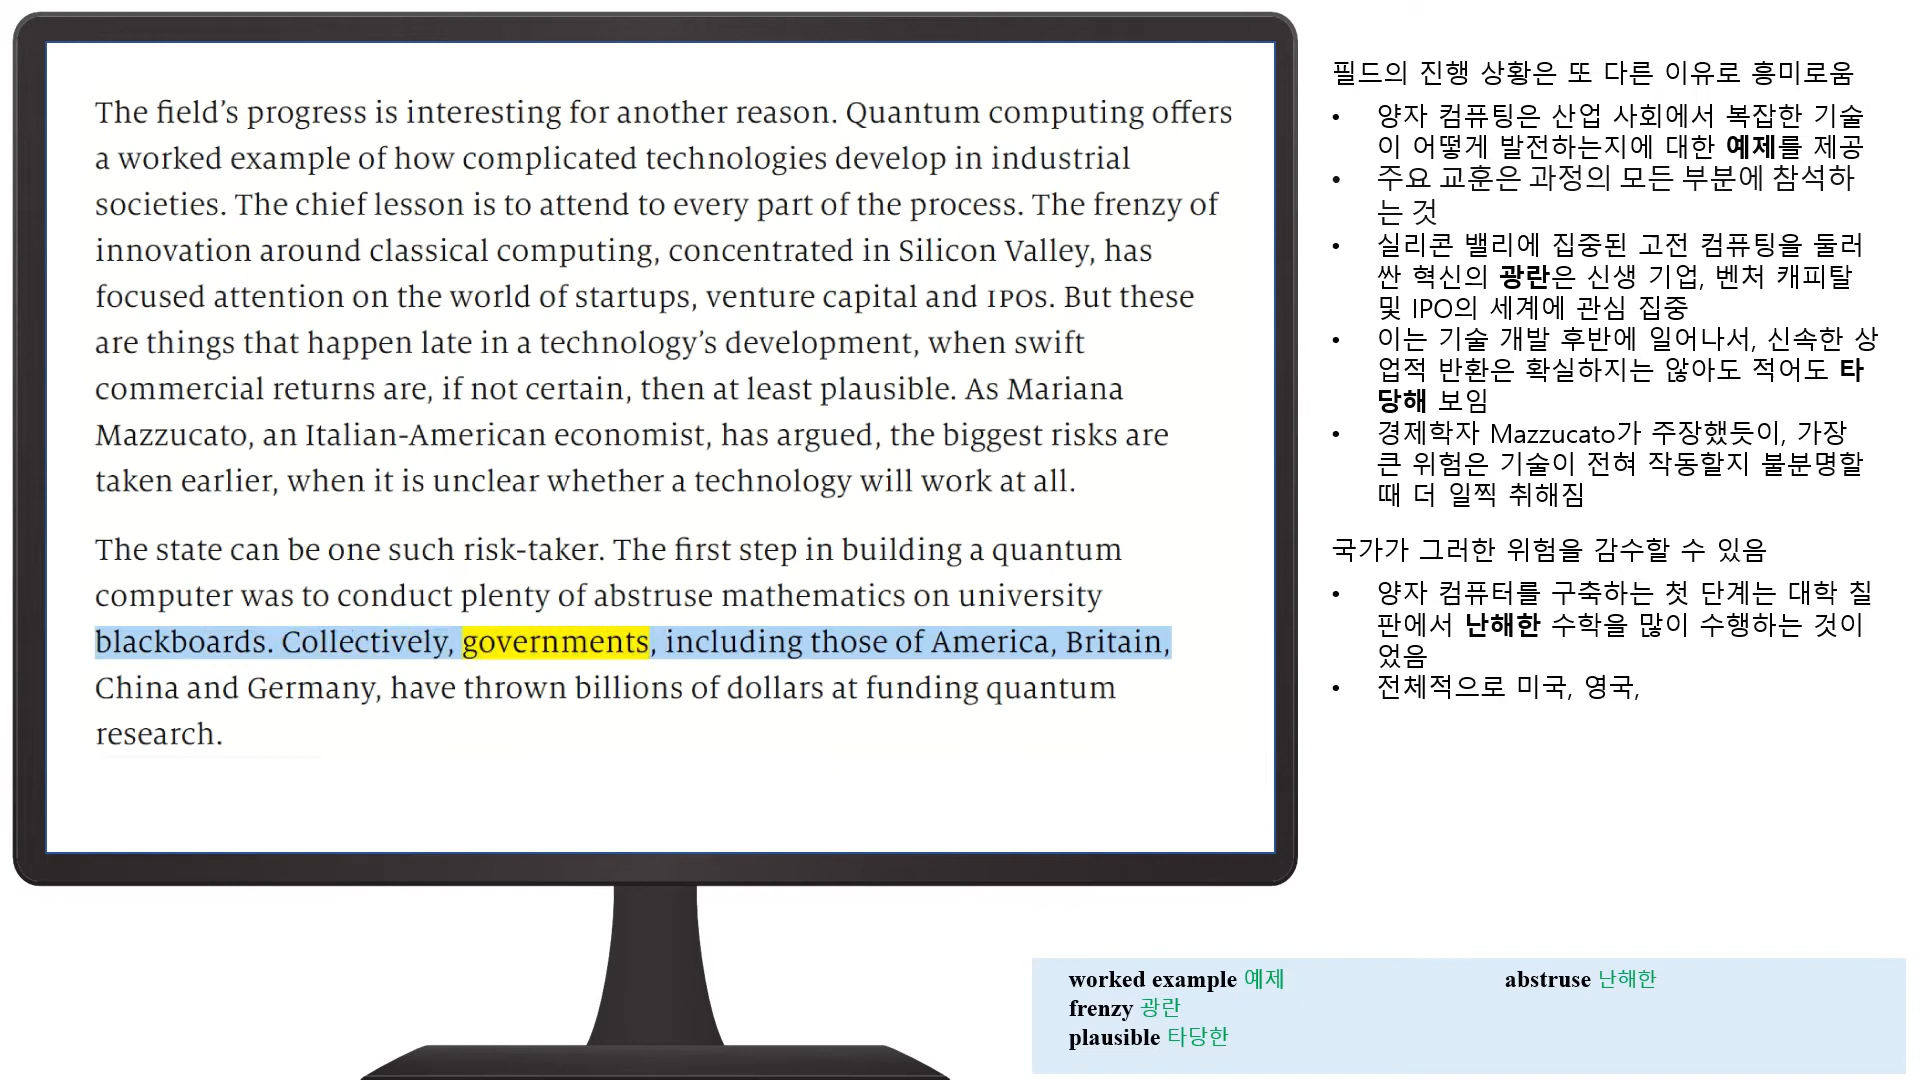 The field’s progress is interesting for another reason. Quantum computing offers
a worked example of how complicated technologies develop in industrial
societies. The chief lesson is to attend to every part of the process. The frenzy of
innovation around classical computing, concentrated in Silicon Valley, has
focused attention on the world of startups, venture capital and IPOs. But these
are things that happen late in a technology’s development, when swift
commercial returns are, if not certain, then at least plausible. As Mariana
Mazzucato, an Italian-American economist, has argued, the biggest risks are
taken earlier, when it is unclear whether a technology will work at all.
The state can be one such risk-taker. The first step in building a quantum
computer was to conduct plenty of abstruse mathematics on university
blackboards. Collectively, governments, including those of America, Britain,
China and Germany, have thrown billions of dollars at funding quantum
research.
필드의 진행 상황은 또 다른 이유로 흥미로움
• 양자 컴퓨팅은 산업 사회에서 복잡한 기술
이 어떻게 발전하는지에 대한 예제를 제공
• 주요 교훈은 과정의 모든 부분에 참석하
는 것
• 실리콘 밸리에 집중된 고전 컴퓨팅을 둘러
싼 혁신의 광란은 신생 기업, 벤처 캐피탈
및 IPO의 세계에 관심 집중
• 이는 기술 개발 후반에 일어나서, 신속한 상
업적 반환은 확실하지는 않아도 적어도 타
당해 보임
• 경제학자 Mazzucato가 주장했듯이, 가장
큰 위험은 기술이 전혀 작동할지 불분명할
때 더 일찍 취해짐
국가가 그러한 위험을 감수할 수 있음
• 양자 컴퓨터를 구축하는 첫 단계는 대학 칠
판에서 난해한 수학을 많이 수행하는 것이
었음
• 전체적으로 미국, 영국,
worked example 예제
frenzy 광란
plausible 타당한
abstruse 난해한